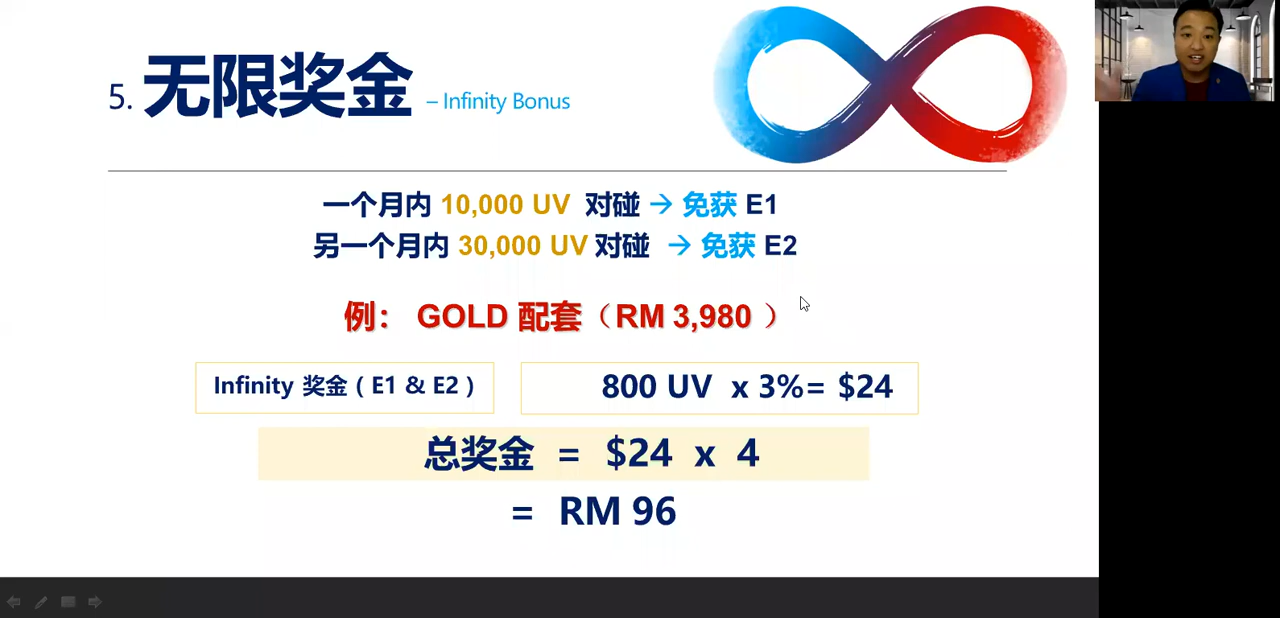 5. 无限奖金 – Infinity Bonus
一个月内 10,000 UV 对碰 → 免获 E1
另一个月内 30,000 UV 对碰 → 免获 E2
例： GOLD 配套（RM 3,980 ）
Infinity 奖金 ( E1 & E2 )
800 UV x 3%= $24
总奖金 = $24 x 4
= RM 96